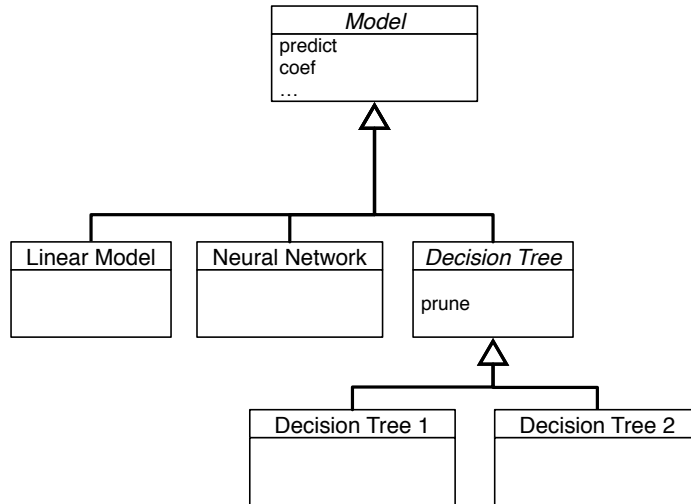 Model
predict
coef
…
Linear Model
Neural Network
Decision Tree
prune
Decision Tree 1
Decision Tree 2